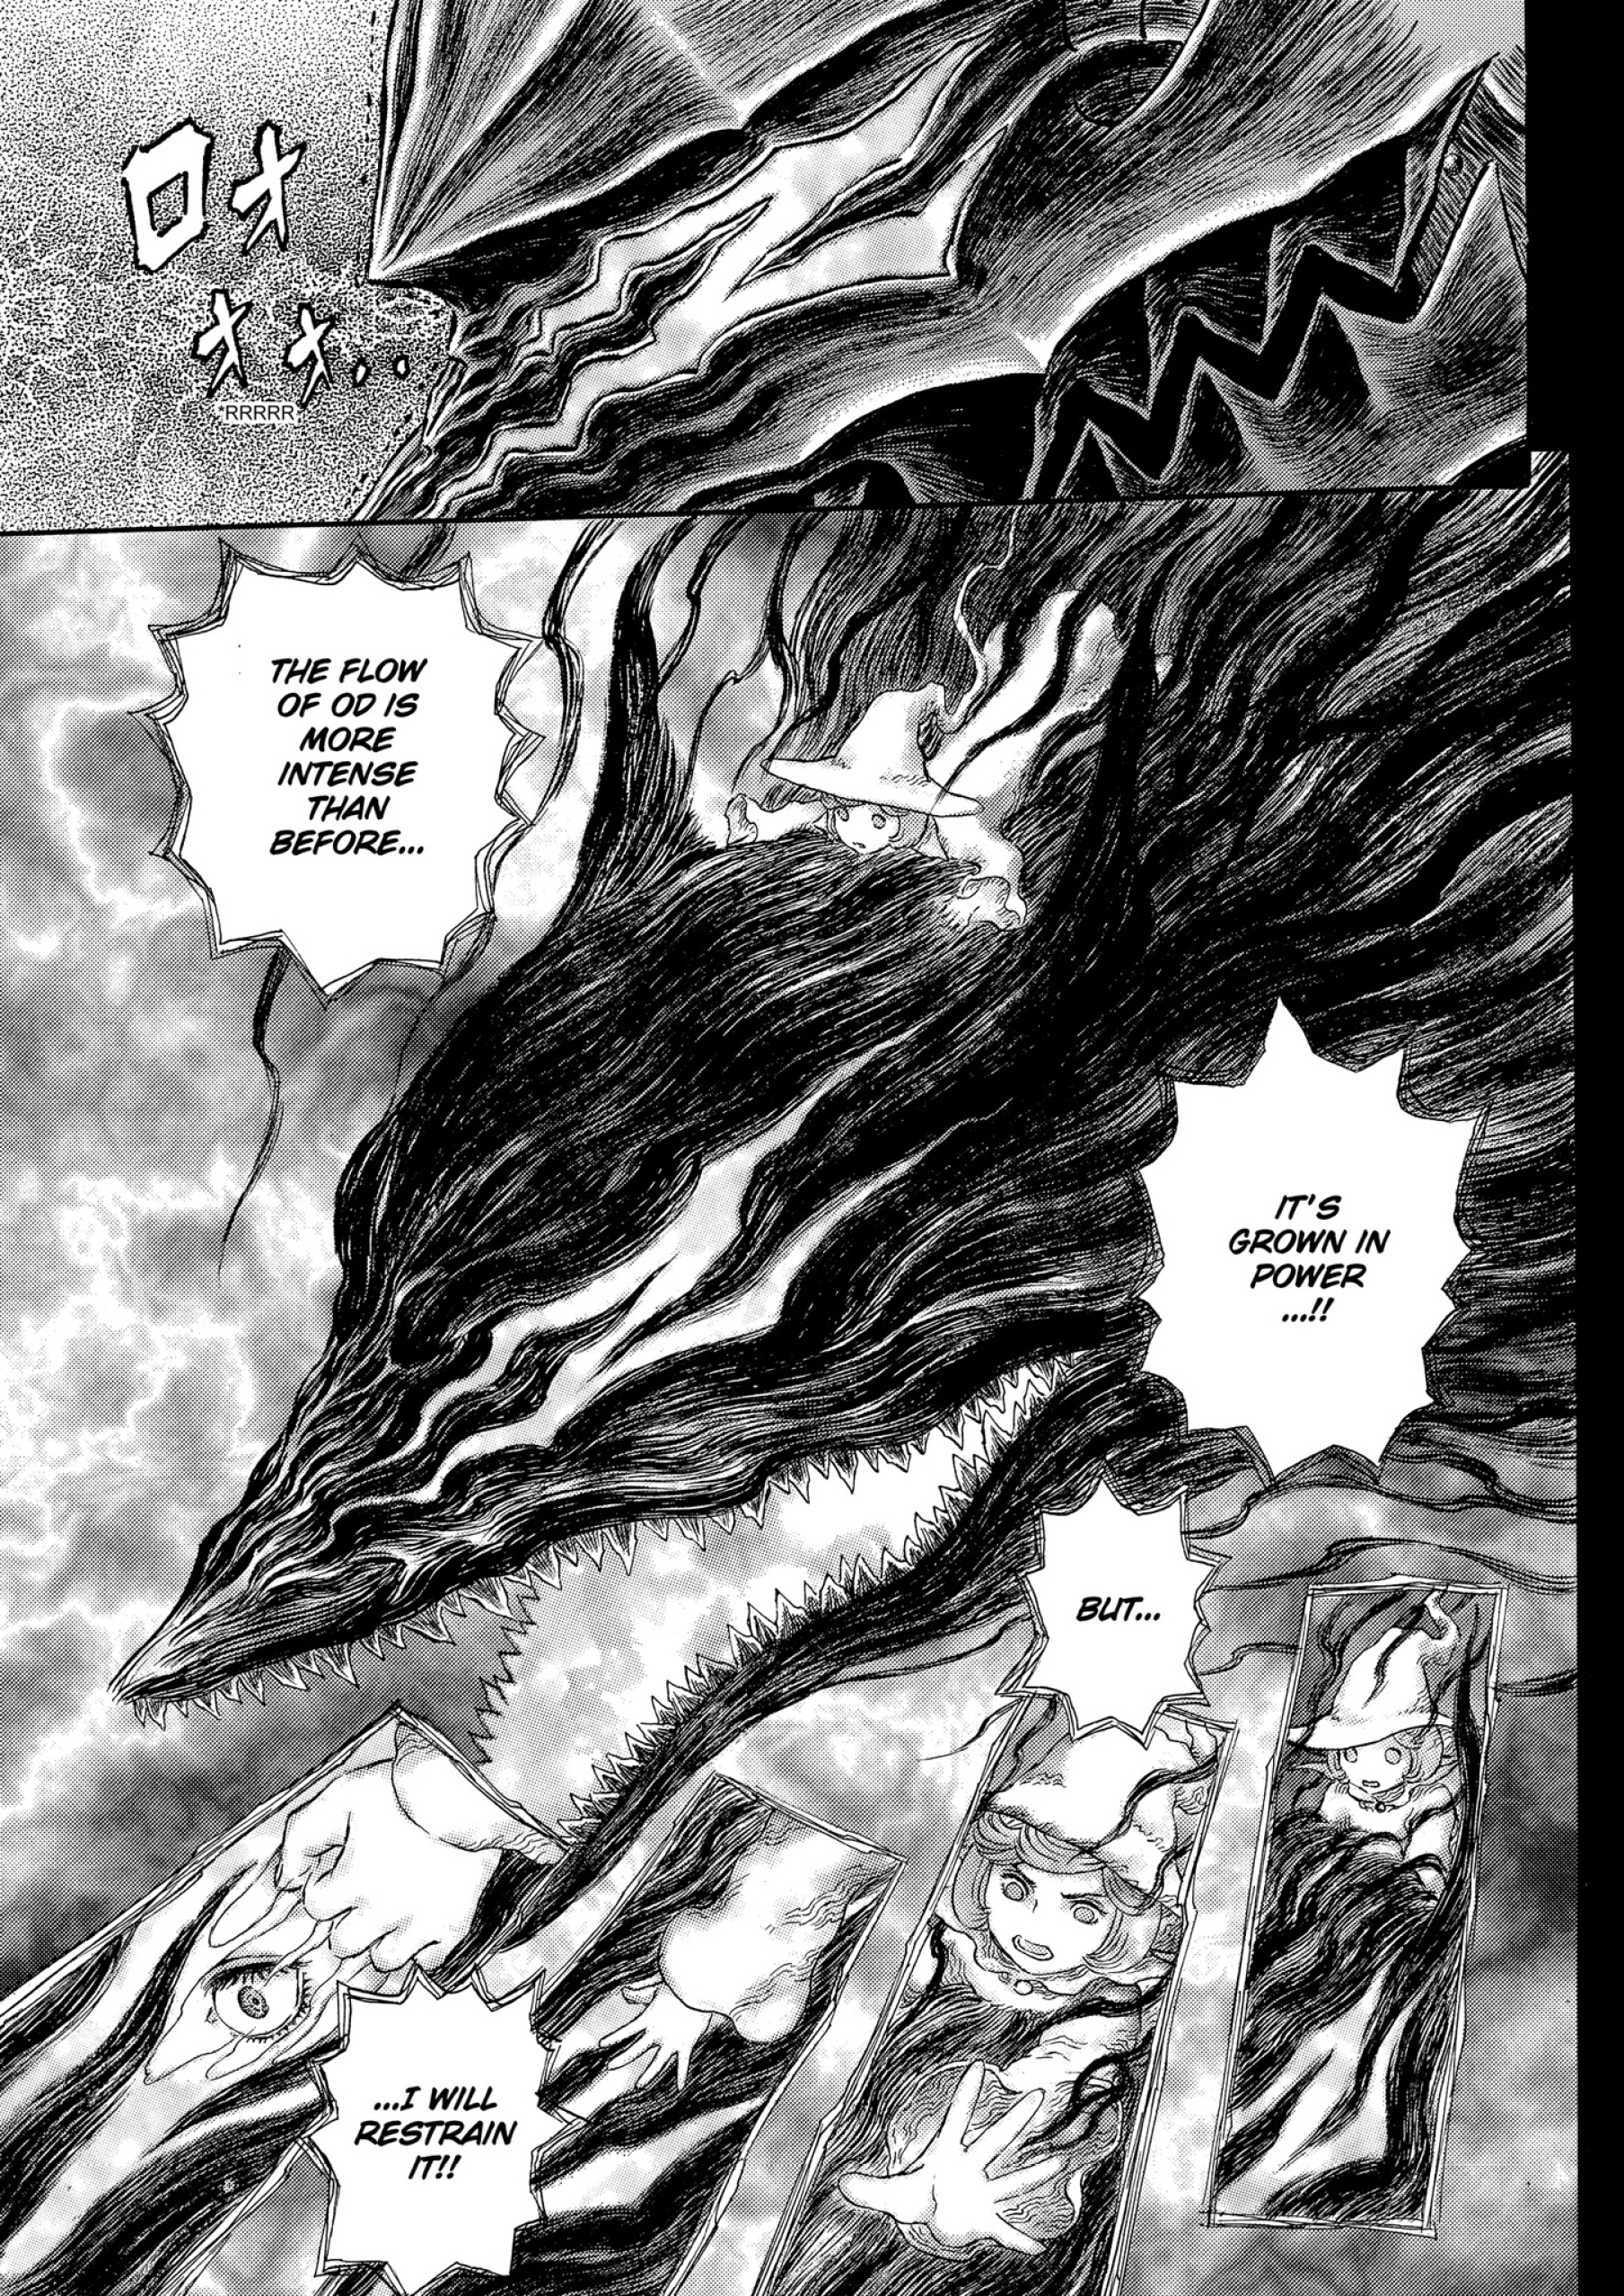 ロォ
オオ..
*RRRRR
THE FLOW
OF OD IS
MORE
INTENSE
THAN
BEFORE...
IT'S
GROWN IN
POWER
...!!
BUT...
...I WILL
RESTRAIN
IT!!